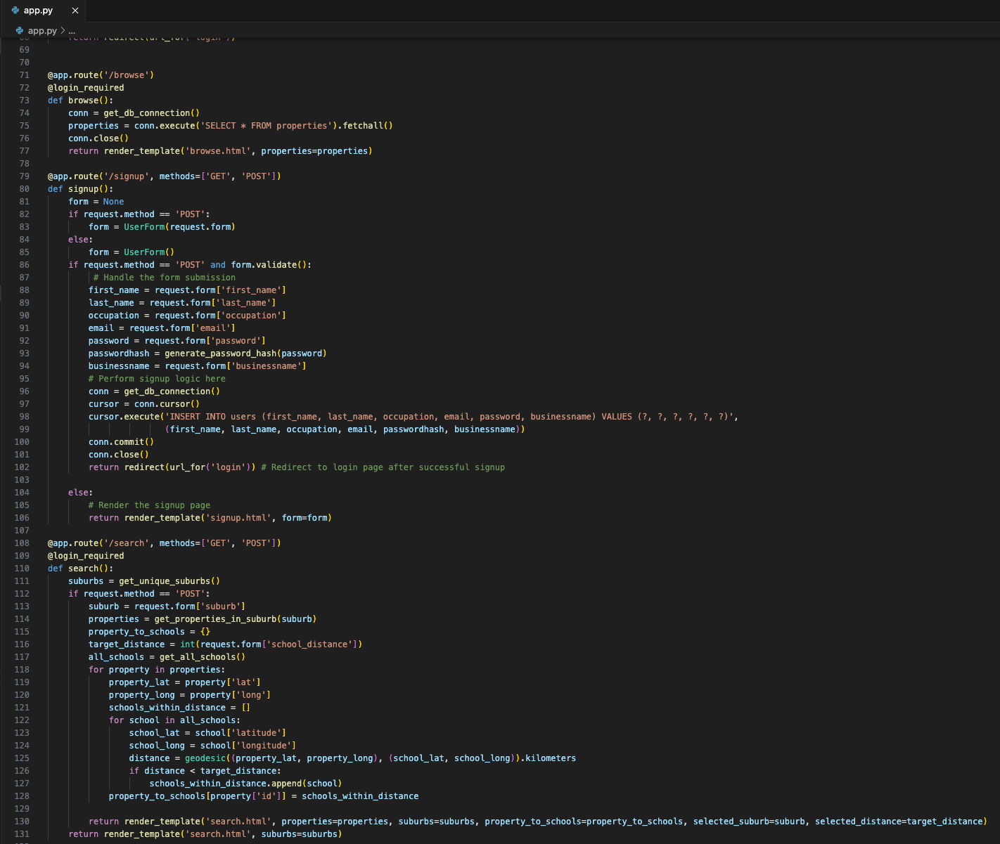 app.py ×
app.py > ...
68 return redirect(url_for('login'))
69
70
71 @app.route('/browse')
72 @login_required
73 def browse():
74     conn = get_db_connection()
75     properties = conn.execute('SELECT * FROM properties').fetchall()
76     conn.close()
77     return render_template('browse.html', properties=properties)
78
79 @app.route('/signup', methods=['GET', 'POST'])
80 def signup():
81     form = None
82     if request.method == 'POST':
83         form = UserForm(request.form)
84     else:
85         form = UserForm()
86     if request.method == 'POST' and form.validate():
87          # Handle the form submission
88         first_name = request.form['first_name']
89         last_name = request.form['last_name']
90         occupation = request.form['occupation']
91         email = request.form['email']
92         password = request.form['password']
93         passwordhash = generate_password_hash(password)
94         businessname = request.form['businessname']
95         # Perform signup logic here
96         conn = get_db_connection()
97         cursor = conn.cursor()
98         cursor.execute('INSERT INTO users (first_name, last_name, occupation, email, password, businessname) VALUES (?, ?, ?, ?, ?, ?)',
99                        (first_name, last_name, occupation, email, passwordhash, businessname))
100         conn.commit()
101         conn.close()
102         return redirect(url_for('login')) # Redirect to login page after successful signup
103
104     else:
105         # Render the signup page
106         return render_template('signup.html', form=form)
107
108 @app.route('/search', methods=['GET', 'POST'])
109 @login_required
110 def search():
111     suburbs = get_unique_suburbs()
112     if request.method == 'POST':
113         suburb = request.form['suburb']
114         properties = get_properties_in_suburb(suburb)
115         property_to_schools = {}
116         target_distance = int(request.form['school_distance'])
117         all_schools = get_all_schools()
118         for property in properties:
119             property_lat = property['lat']
120             property_long = property['long']
121             schools_within_distance = []
122             for school in all_schools:
123                 school_lat = school['latitude']
124                 school_long = school['longitude']
125                 distance = geodesic((property_lat, property_long), (school_lat, school_long)).kilometers
126                 if distance < target_distance:
127                     schools_within_distance.append(school)
128             property_to_schools[property['id']] = schools_within_distance
129
130         return render_template('search.html', properties=properties, suburbs=suburbs, property_to_schools=property_to_schools, selected_suburb=suburb, selected_distance=target_distance)
131     return render_template('search.html', suburbs=suburbs)